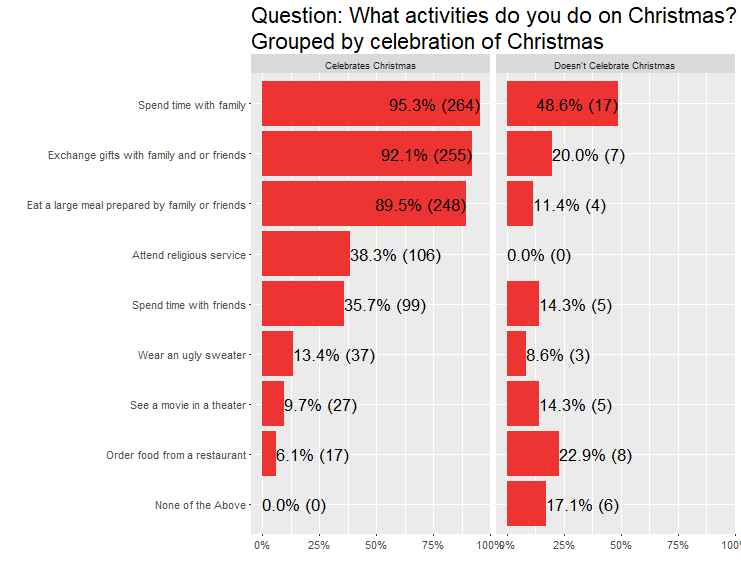 Question: What activities do you do on Christmas?
Grouped by celebration of Christmas
Celebrates Christmas
Doesn't Celebrate Christmas
Spend time with family
95.3% (264)
48.6% (17)
Exchange gifts with family and or friends
92.1% (255)
20.0% (7)
Eat a large meal prepared by family or friends
89.5% (248)
11.4% (4)
Attend religious service
38.3% (106)
0.0% (0)
Spend time with friends
35.7% (99)
14.3% (5)
Wear an ugly sweater
13.4% (37)
8.6% (3)
See a movie in a theater
9.7% (27)
14.3% (5)
Order food from a restaurant
6.1% (17)
22.9% (8)
None of the Above
0.0% (0)
17.1% (6)
0% 25% 50% 75% 100%
0% 25% 50% 75% 100%